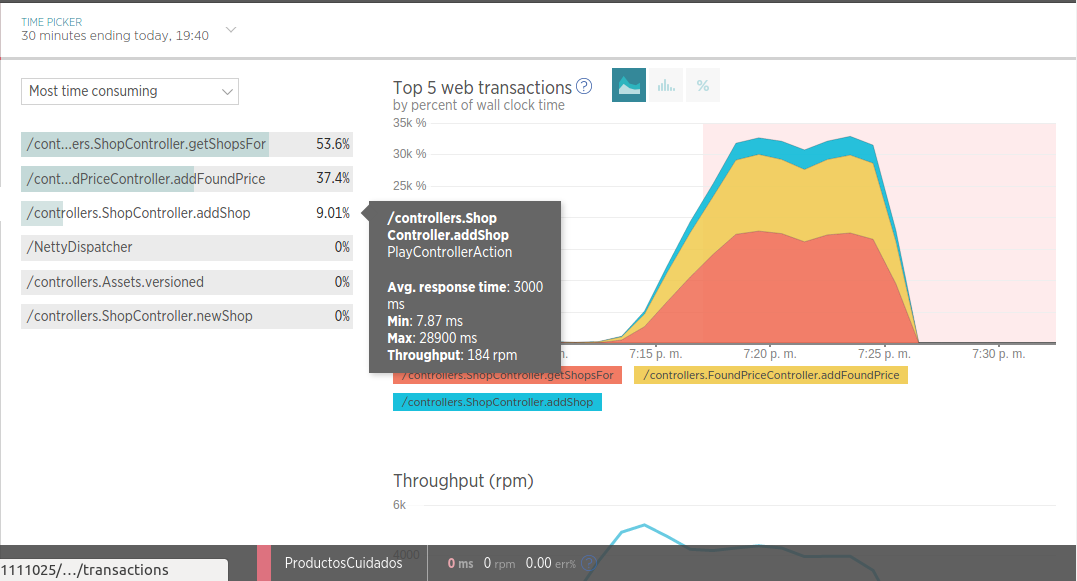 TIME PICKER
30 minutes ending today, 19:40
Most time consuming
/cont...ers.ShopController.getShopsFor 53.6%
/cont...dPriceController.addFoundPrice 37.4%
/controllers.ShopController.addShop 9.01%
/NettyDispatcher 0%
/controllers.Assets.versioned 0%
/controllers.ShopController.newShop 0%
Top 5 web transactions ?
by percent of wall clock time
%
35k %
30k %
25k %
/controllers.Shop
Controller.addShop
PlayControllerAction
Avg. response time: 3000
ms
Min: 7.87 ms
Max: 28900 ms
Throughput: 184 rpm
m. 7:15 p. m. 7:20 p. m. 7:25 p. m. 7:30 p. m.
/controllers.ShopController.getShopsFor /controllers.FoundPriceController.addFoundPrice
/controllers.ShopController.addShop
Throughput (rpm)
6k
4000
ProductosCuidados 0 ms 0 rpm 0.00 err%
1111025/.../transactions